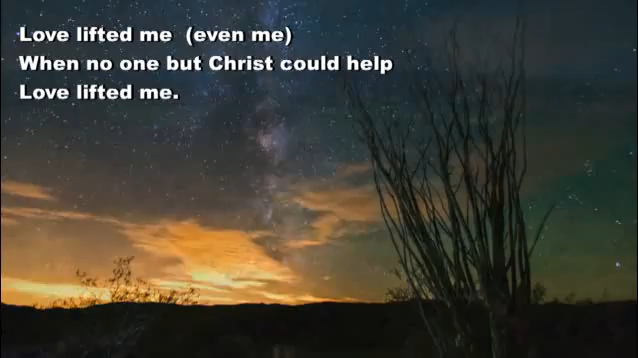 Love lifted me (even me)
When no one but Christ could help
Love lifted me.